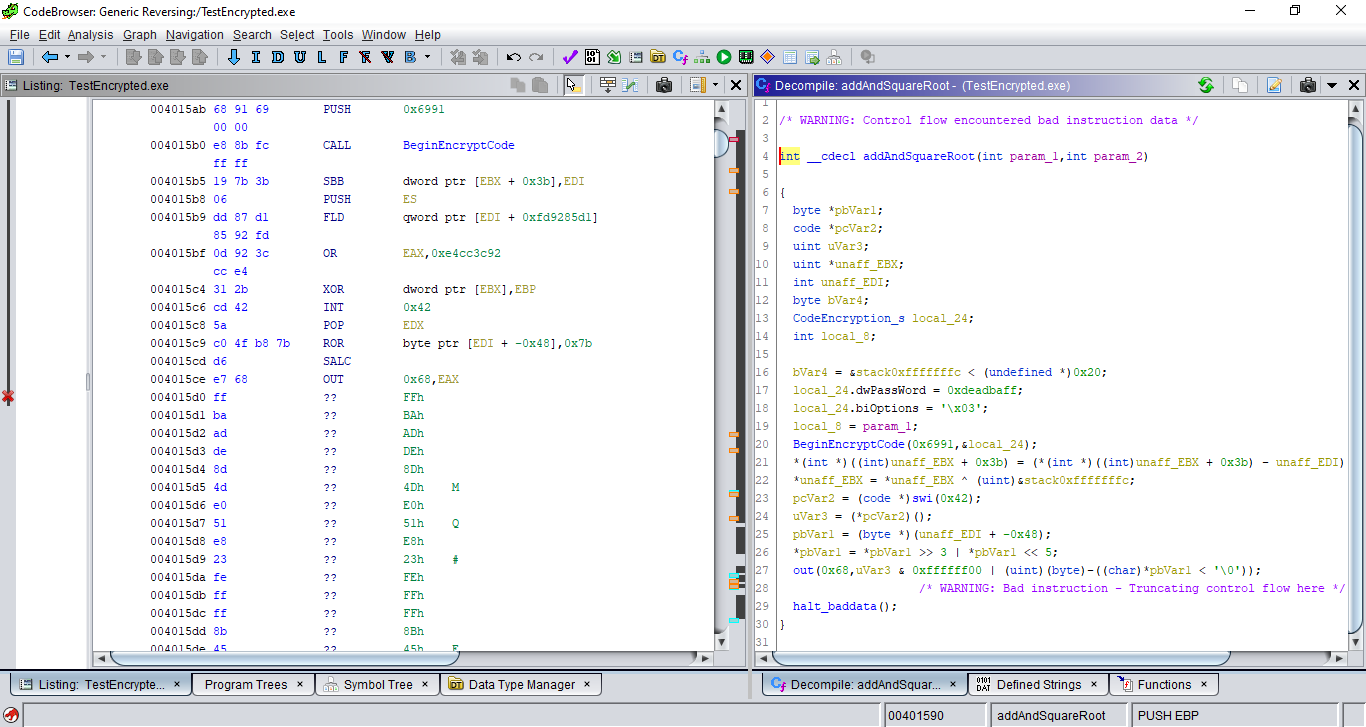 CodeBrowser: Generic Reversing:/TestEncrypted.exe
File Edit Analysis Graph Navigation Search Select Tools Window Help
I D U L F V B
Listing: TestEncrypted.exe
004015ab 68 91 69 PUSH 0x6991
00 00
004015b0 e8 8b fc CALL BeginEncryptCode
ff ff
004015b5 19 7b 3b SBB dword ptr [EBX + 0x3b],EDI
004015b8 06 PUSH ES
004015b9 dd 87 d1 FLD qword ptr [EDI + 0xfd9285d1]
85 92 fd
004015bf 0d 92 3c OR EAX,0xe4cc3c92
cc e4
004015c4 31 2b XOR dword ptr [EBX],EBP
004015c6 cd 42 INT 0x42
004015c8 5a POP EDX
004015c9 c0 4f b8 7b ROR byte ptr [EDI + -0x48],0x7b
004015cd d6 SALC
004015ce e7 68 OUT 0x68,EAX
004015d0 ff ?? FFh
004015d1 ba ?? BAh
004015d2 ad ?? ADh
004015d3 de ?? DEh
004015d4 8d ?? 8Dh
004015d5 4d ?? 4Dh M
004015d6 e0 ?? E0h
004015d7 51 ?? 51h Q
004015d8 e8 ?? E8h
004015d9 23 ?? 23h #
004015da fe ?? FEh
004015db ff ?? FFh
004015dc ff ?? FFh
004015dd 8b ?? 8Bh
004015de 45 ?? 45h E
Decompile: addAndSquareRoot - (TestEncrypted.exe)
1
2 /* WARNING: Control flow encountered bad instruction data */
3
4 int __cdecl addAndSquareRoot(int param_1,int param_2)
5
6 {
7 byte *pbVar1;
8 code *pcVar2;
9 uint uVar3;
10 uint *unaff_EBX;
11 int unaff_EDI;
12 byte bVar4;
13 CodeEncryption_s local_24;
14 int local_8;
15
16 bVar4 = &stack0xfffffffc < (undefined *)0x20;
17 local_24.dwPassWord = 0xdeadbaff;
18 local_24.biOptions = '\x03';
19 local_8 = param_1;
20 BeginEncryptCode(0x6991,&local_24);
21 *(int *)((int)unaff_EBX + 0x3b) = (*(int *)((int)unaff_EBX + 0x3b) - unaff_EDI)
22 *unaff_EBX = *unaff_EBX ^ (uint)&stack0xfffffffc;
23 pcVar2 = (code *)swi(0x42);
24 uVar3 = (*pcVar2)();
25 pbVar1 = (byte *)(unaff_EDI + -0x48);
26 *pbVar1 = *pbVar1 >> 3 | *pbVar1 << 5;
27 out(0x68,uVar3 & 0xffffff00 | (uint)(byte)-((char)*pbVar1 < '\0'));
28 /* WARNING: Bad instruction - Truncating control flow here */
29 halt_baddata();
30 }
31
Listing: TestEncrypte... × Program Trees × Symbol Tree × Data Type Manager ×
Decompile: addAndSquar... × Defined Strings × Functions ×
00401590 addAndSquareRoot PUSH EBP